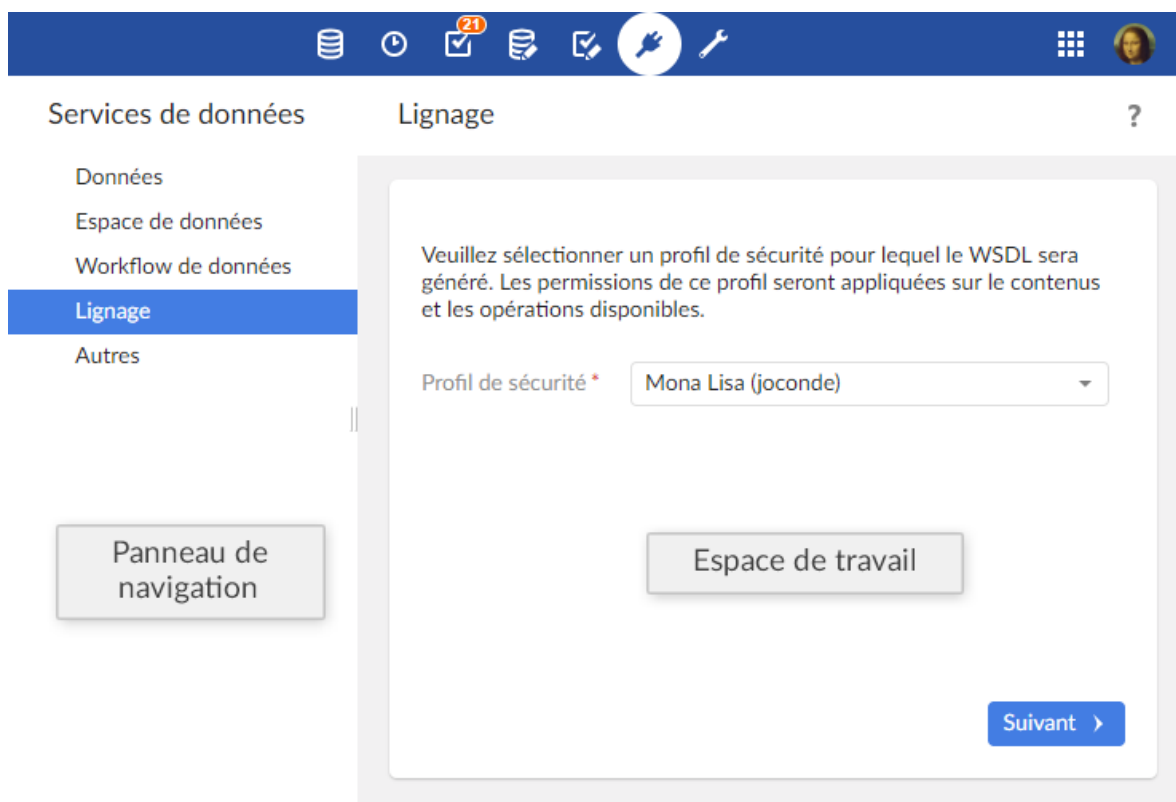 21
Services de données
Lignage
?
Données
Espace de données
Workflow de données
Lignage
Autres
Veuillez sélectionner un profil de sécurité pour lequel le WSDL sera
généré. Les permissions de ce profil seront appliquées sur le contenus
et les opérations disponibles.
Profil de sécurité *
Mona Lisa (joconde)
Panneau de
navigation
Espace de travail
Suivant